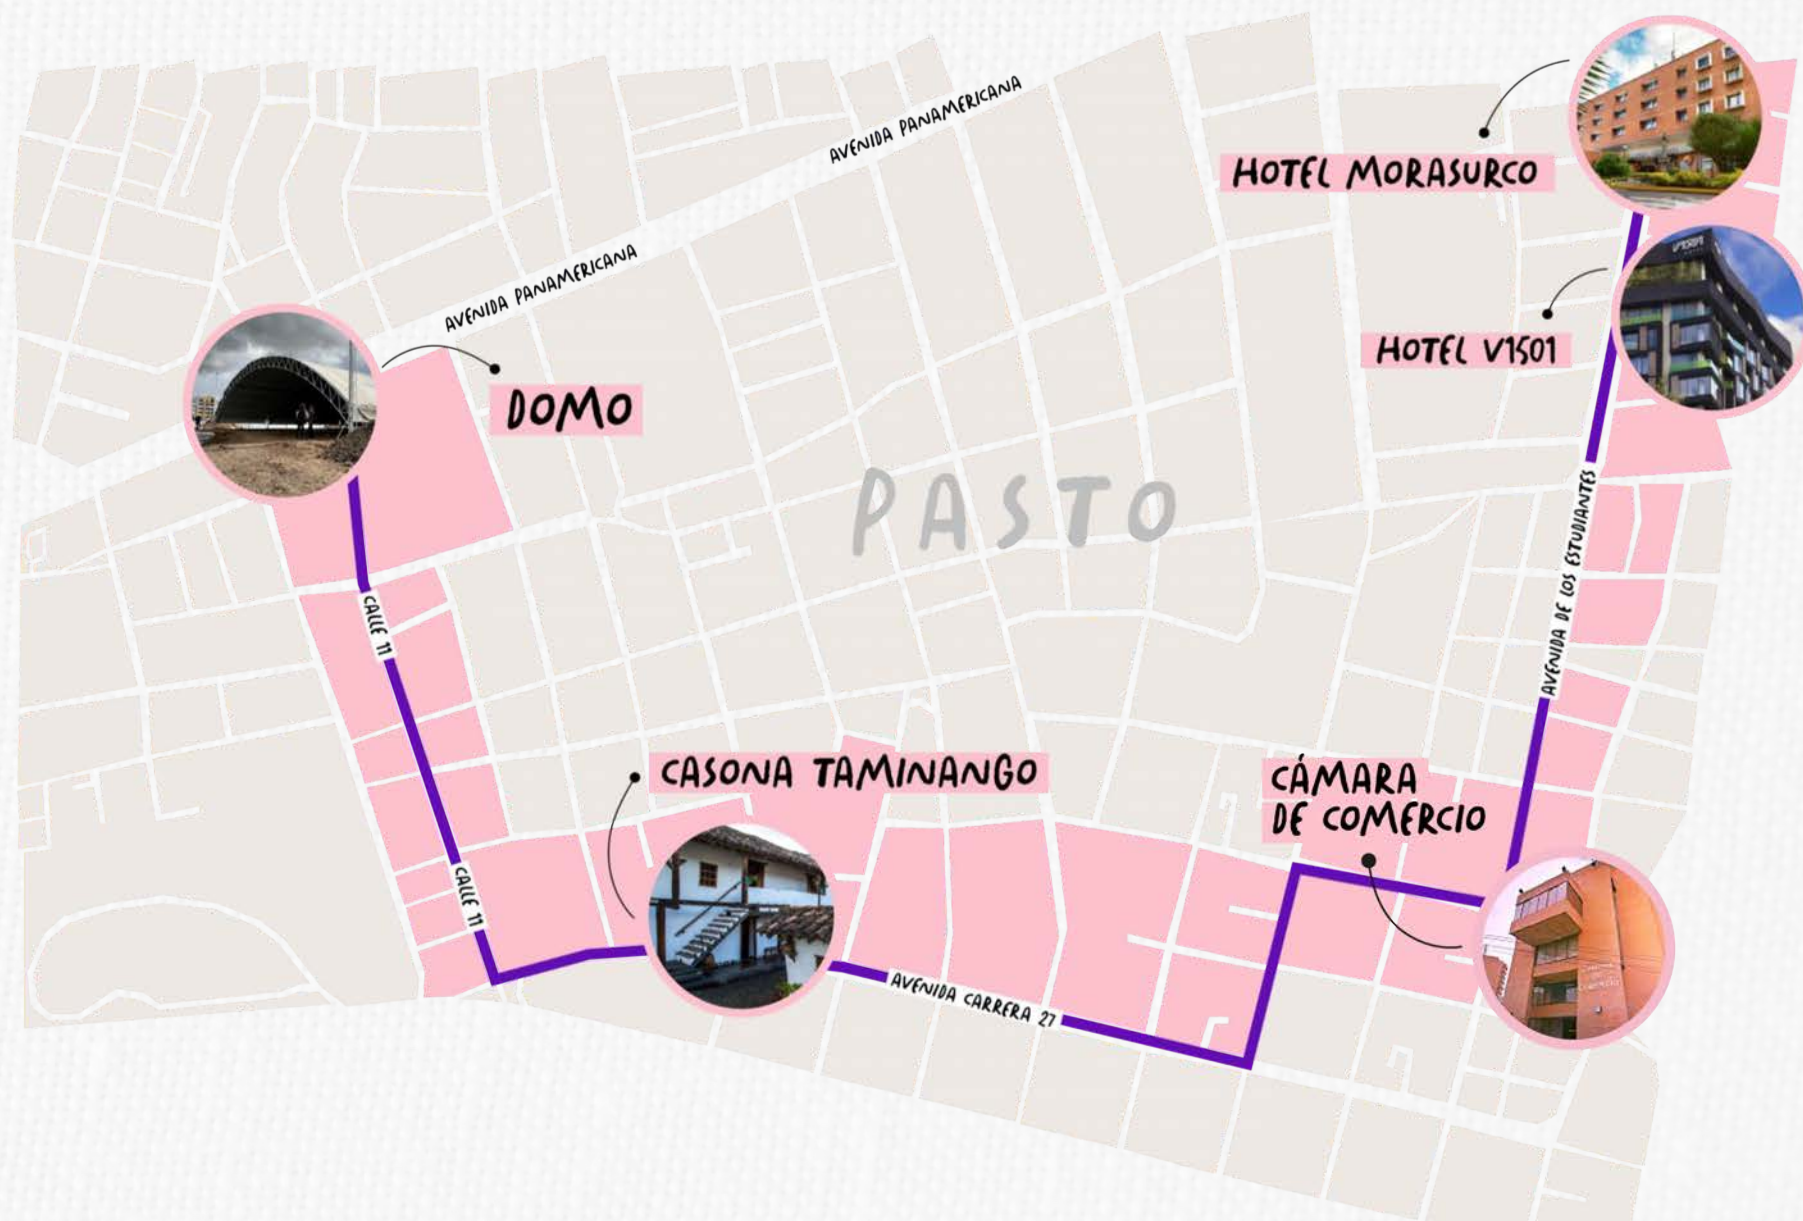 AVENIDA PANAMERICANA
HOTEL MORASURCO
AVENIDA PANAMERICANA
HOTEL V1501
DOMO
PASTO
AVENIDA DE LOS ESTUDIANTES
CALLE 11
CASONA TAMINANGO
CÁMARA
DE COMERCIO
CALLE 11
AVENIDA CARRERA 27